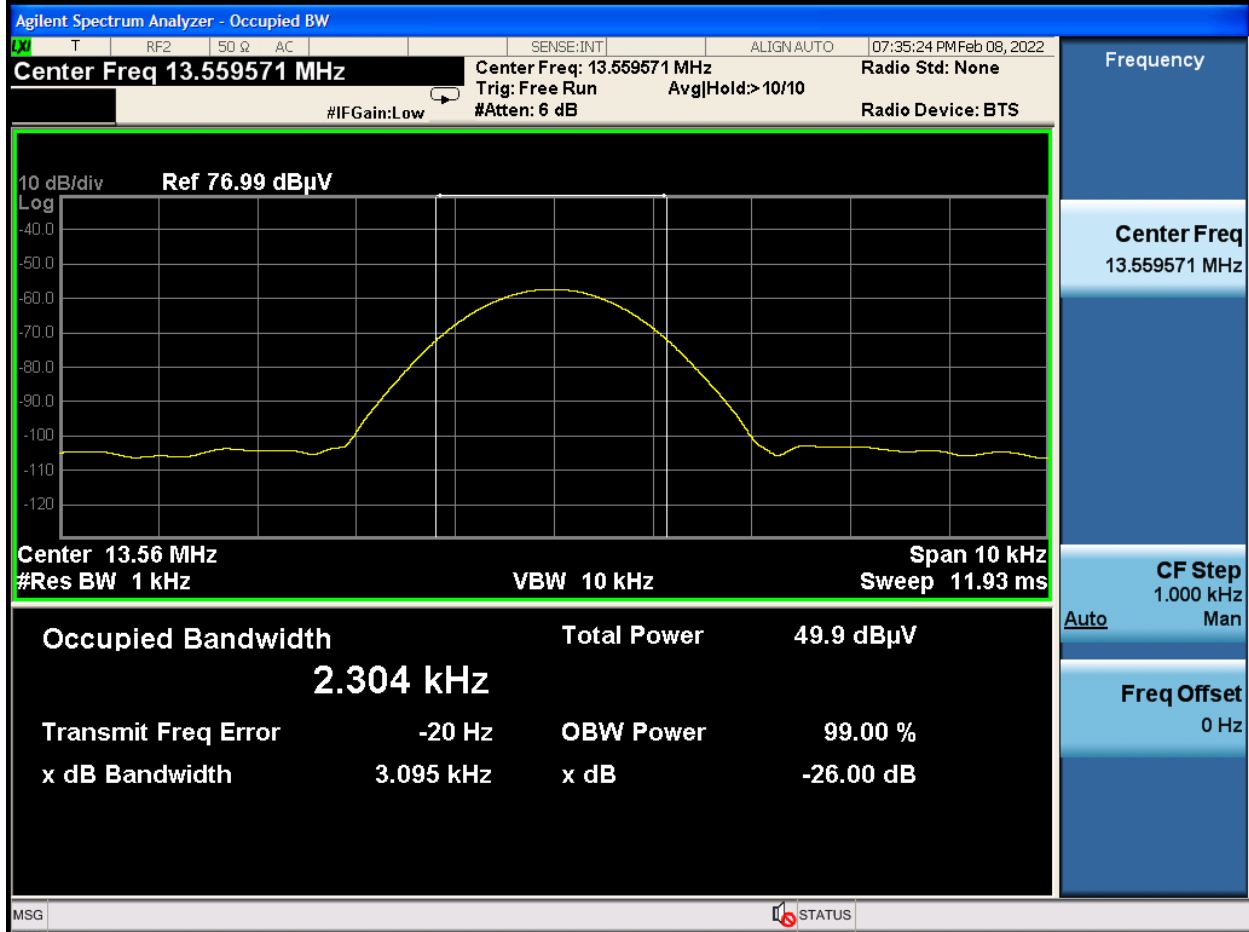 Agilent Spectrum Analyzer - Occupied BW
LXI T RF2 50 Ω AC SENSE:INT ALIGN AUTO 07:35:24 PM Feb 08, 2022
Center Freq 13.559571 MHz
#IFGain:Low
Center Freq: 13.559571 MHz
Trig: Free Run Avg|Hold:> 10/10
#Atten: 6 dB
Radio Std: None
Radio Device: BTS
10 dB/div Ref 76.99 dBµV
Log
-40.0
-50.0
-60.0
-70.0
-80.0
-90.0
-100
-110
-120
Center 13.56 MHz Span 10 kHz
#Res BW 1 kHz VBW 10 kHz Sweep 11.93 ms
Occupied Bandwidth Total Power 49.9 dBµV
2.304 kHz
Transmit Freq Error -20 Hz OBW Power 99.00 %
x dB Bandwidth 3.095 kHz x dB -26.00 dB
Frequency
Center Freq
13.559571 MHz
CF Step
1.000 kHz
Auto Man
Freq Offset
0 Hz
MSG STATUS